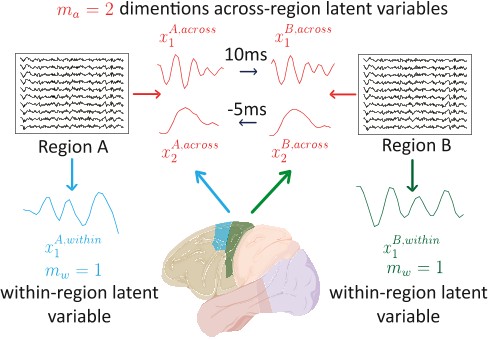 m_a = 2 dimentions across-region latent variables
x_1^{A.across} x_1^{B.across}
10ms
-5ms
x_2^{A.across} x_2^{B.across}
Region A
Region B
x_1^{A.within}
m_w = 1
within-region latent
variable
x_1^{B.within}
m_w = 1
within-region latent
variable